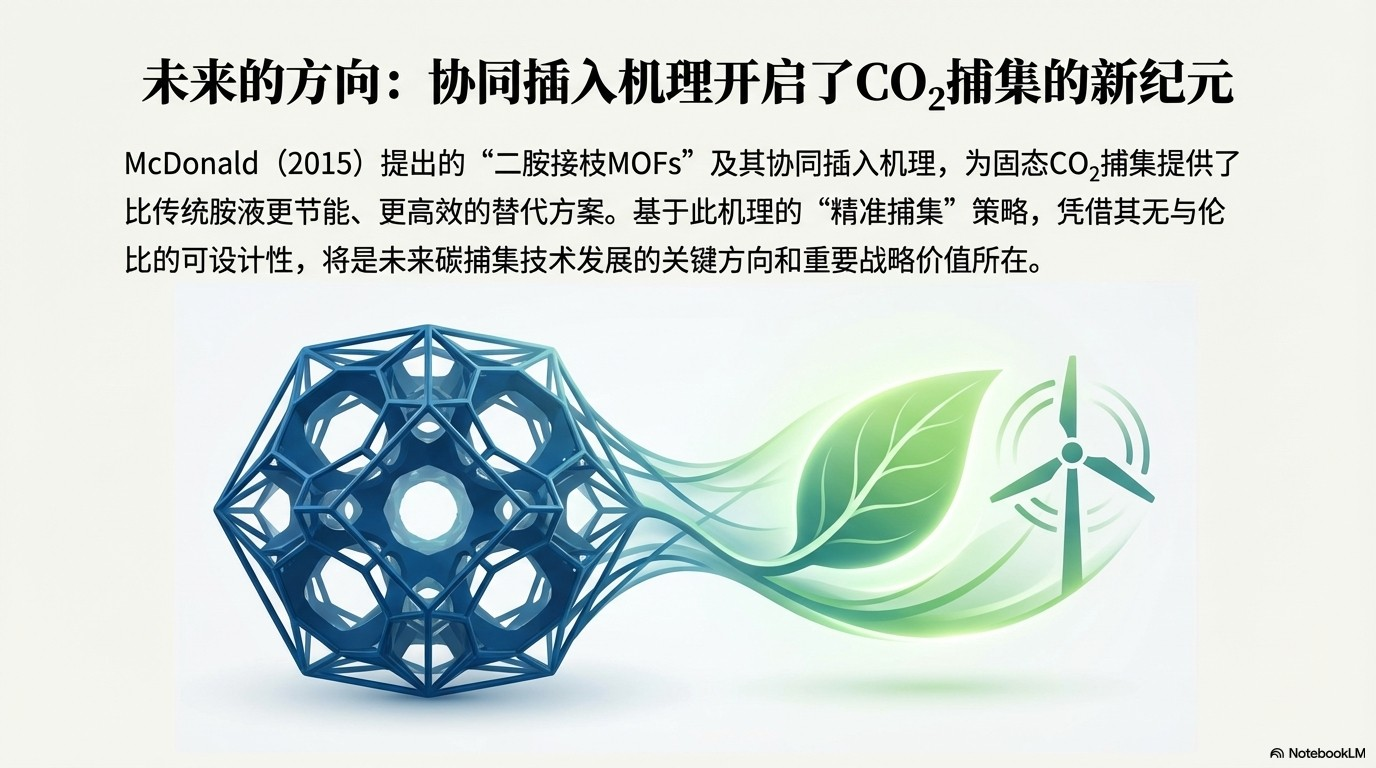 未来的方向：协同插入机理开启了CO₂捕集的新纪元
McDonald（2015）提出的“二胺接枝MOFs”及其协同插入机理，为固态CO₂捕集提供了
比传统胺液更节能、更高效的替代方案。基于此机理的“精准捕集”策略，凭借其无与伦
比的可设计性，将是未来碳捕集技术发展的关键方向和重要战略价值所在。
NotebookLM